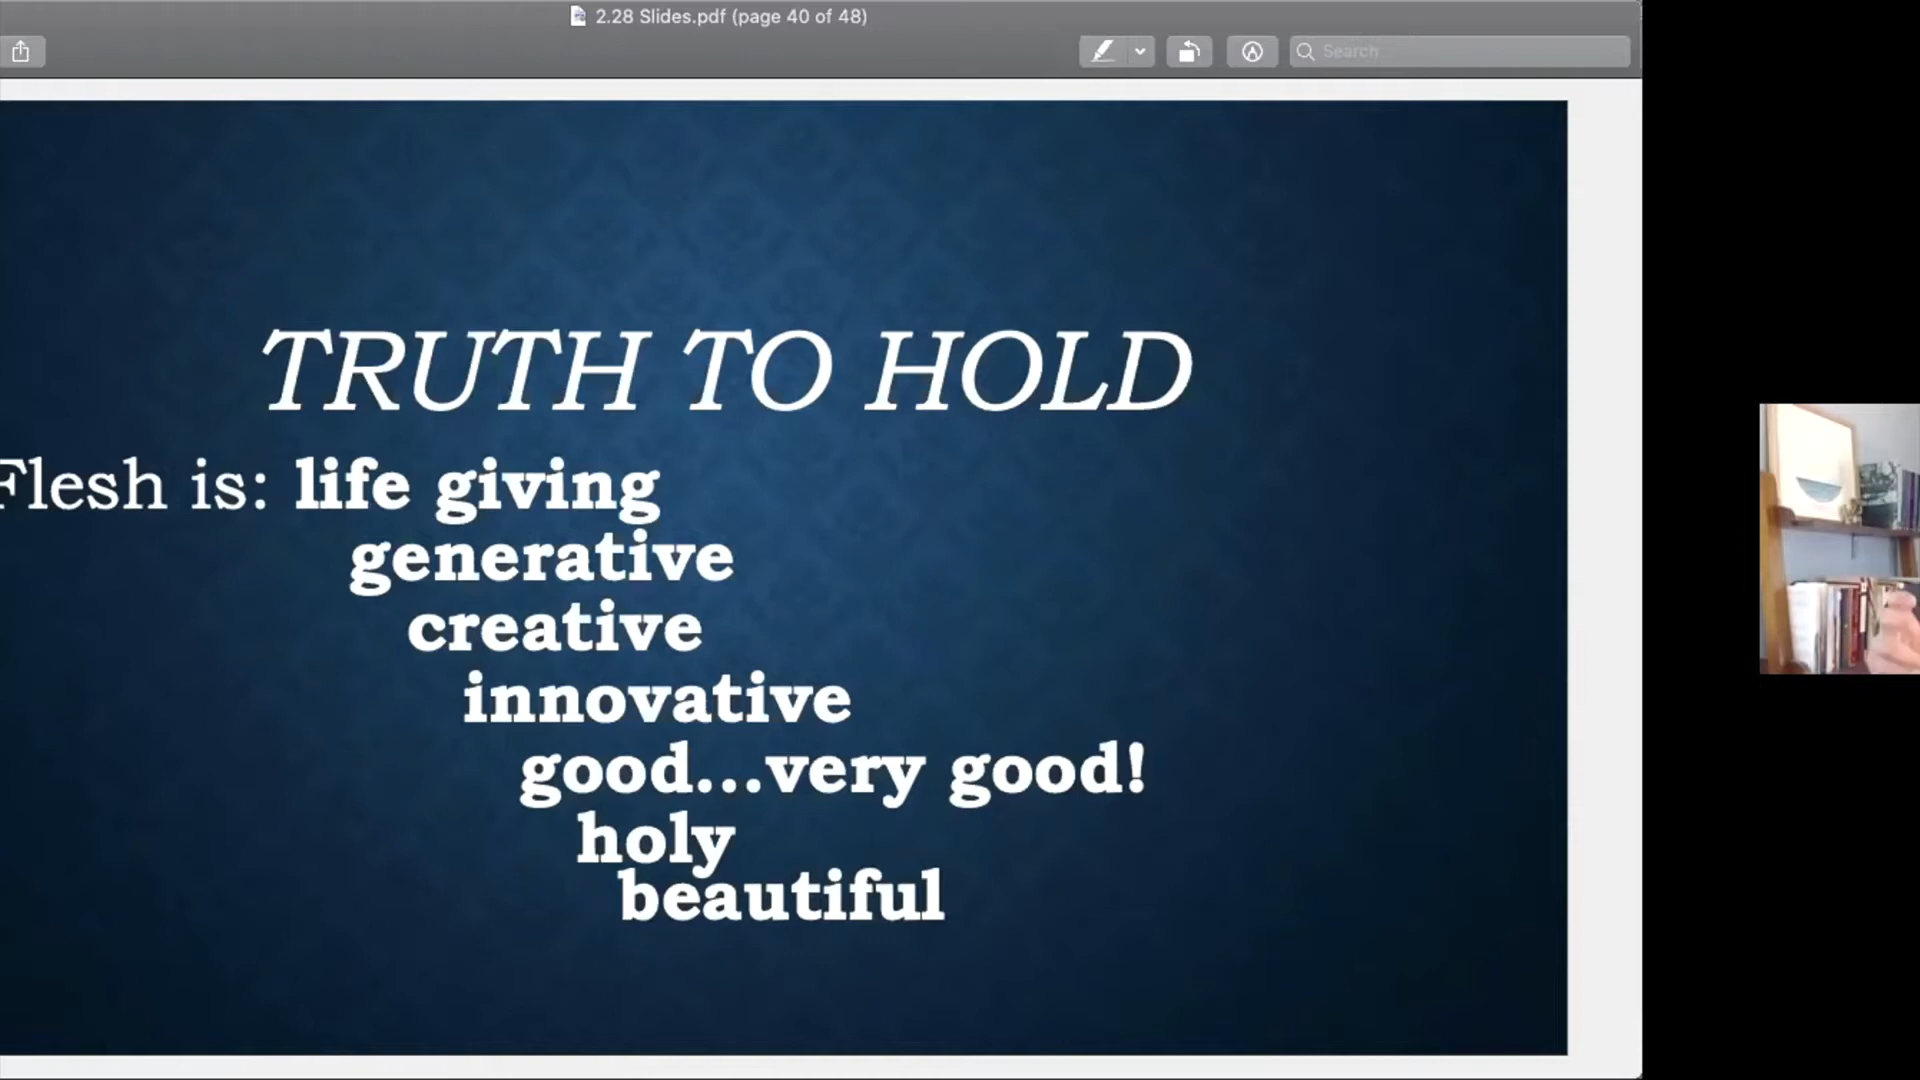 2.28 Slides.pdf (page 40 of 48)
Search
TRUTH TO HOLD
Flesh is: life giving
generative
creative
innovative
good...very good!
holy
beautiful